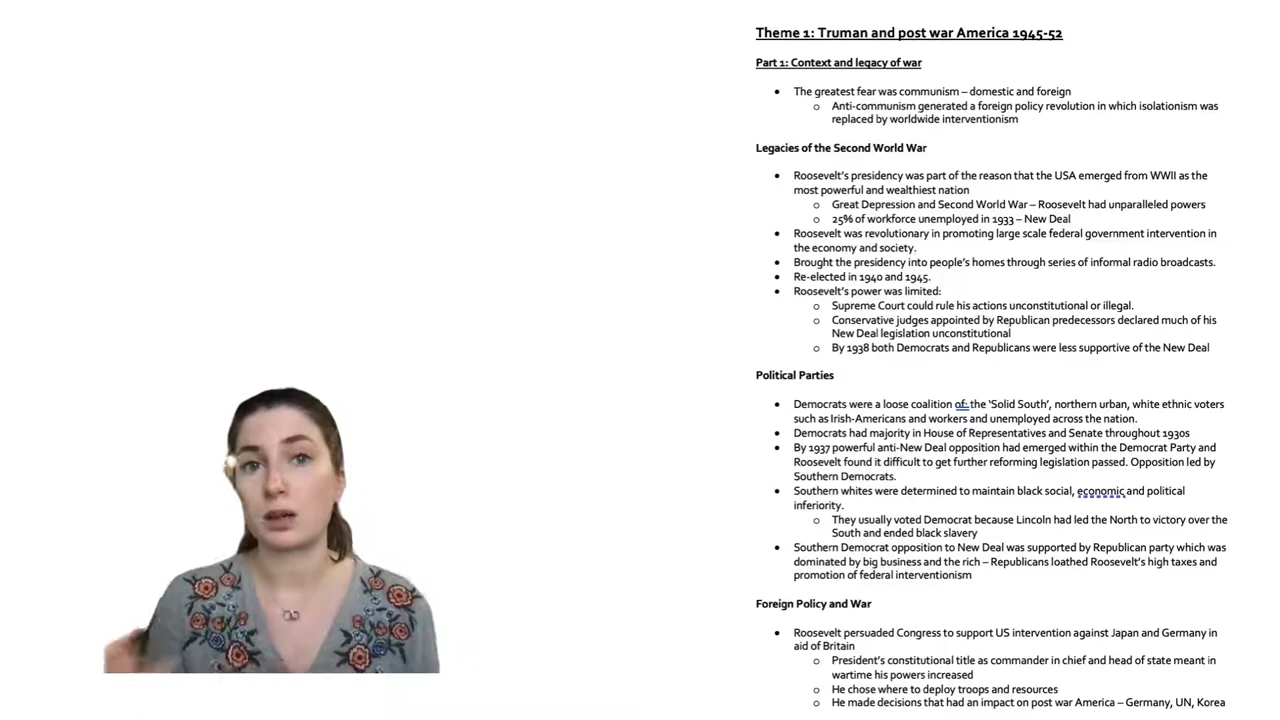 Theme 1: Truman and post war America 1945-52
Part 1: Context and legacy of war
• The greatest fear was communism – domestic and foreign
o Anti-communism generated a foreign policy revolution in which isolationism was
replaced by worldwide interventionism
Legacies of the Second World War
• Roosevelt's presidency was part of the reason that the USA emerged from WWII as the
most powerful and wealthiest nation
o Great Depression and Second World War – Roosevelt had unparalleled powers
o 25% of workforce unemployed in 1933 – New Deal
• Roosevelt was revolutionary in promoting large scale federal government intervention in
the economy and society.
• Brought the presidency into people's homes through series of informal radio broadcasts.
• Re-elected in 1940 and 1945.
• Roosevelt's power was limited:
o Supreme Court could rule his actions unconstitutional or illegal.
o Conservative judges appointed by Republican predecessors declared much of his
New Deal legislation unconstitutional
o By 1938 both Democrats and Republicans were less supportive of the New Deal
Political Parties
• Democrats were a loose coalition of: the 'Solid South', northern urban, white ethnic voters
such as Irish-Americans and workers and unemployed across the nation.
• Democrats had majority in House of Representatives and Senate throughout 1930s
• By 1937 powerful anti-New Deal opposition had emerged within the Democrat Party and
Roosevelt found it difficult to get further reforming legislation passed. Opposition led by
Southern Democrats.
• Southern whites were determined to maintain black social, economic and political
inferiority.
o They usually voted Democrat because Lincoln had led the North to victory over the
South and ended black slavery
• Southern Democrat opposition to New Deal was supported by Republican party which was
dominated by big business and the rich – Republicans loathed Roosevelt's high taxes and
promotion of federal interventionism
Foreign Policy and War
• Roosevelt persuaded Congress to support US intervention against Japan and Germany in
aid of Britain
o President's constitutional title as commander in chief and head of state meant in
wartime his powers increased
o He chose where to deploy troops and resources
o He made decisions that had an impact on post war America – Germany, UN, Korea